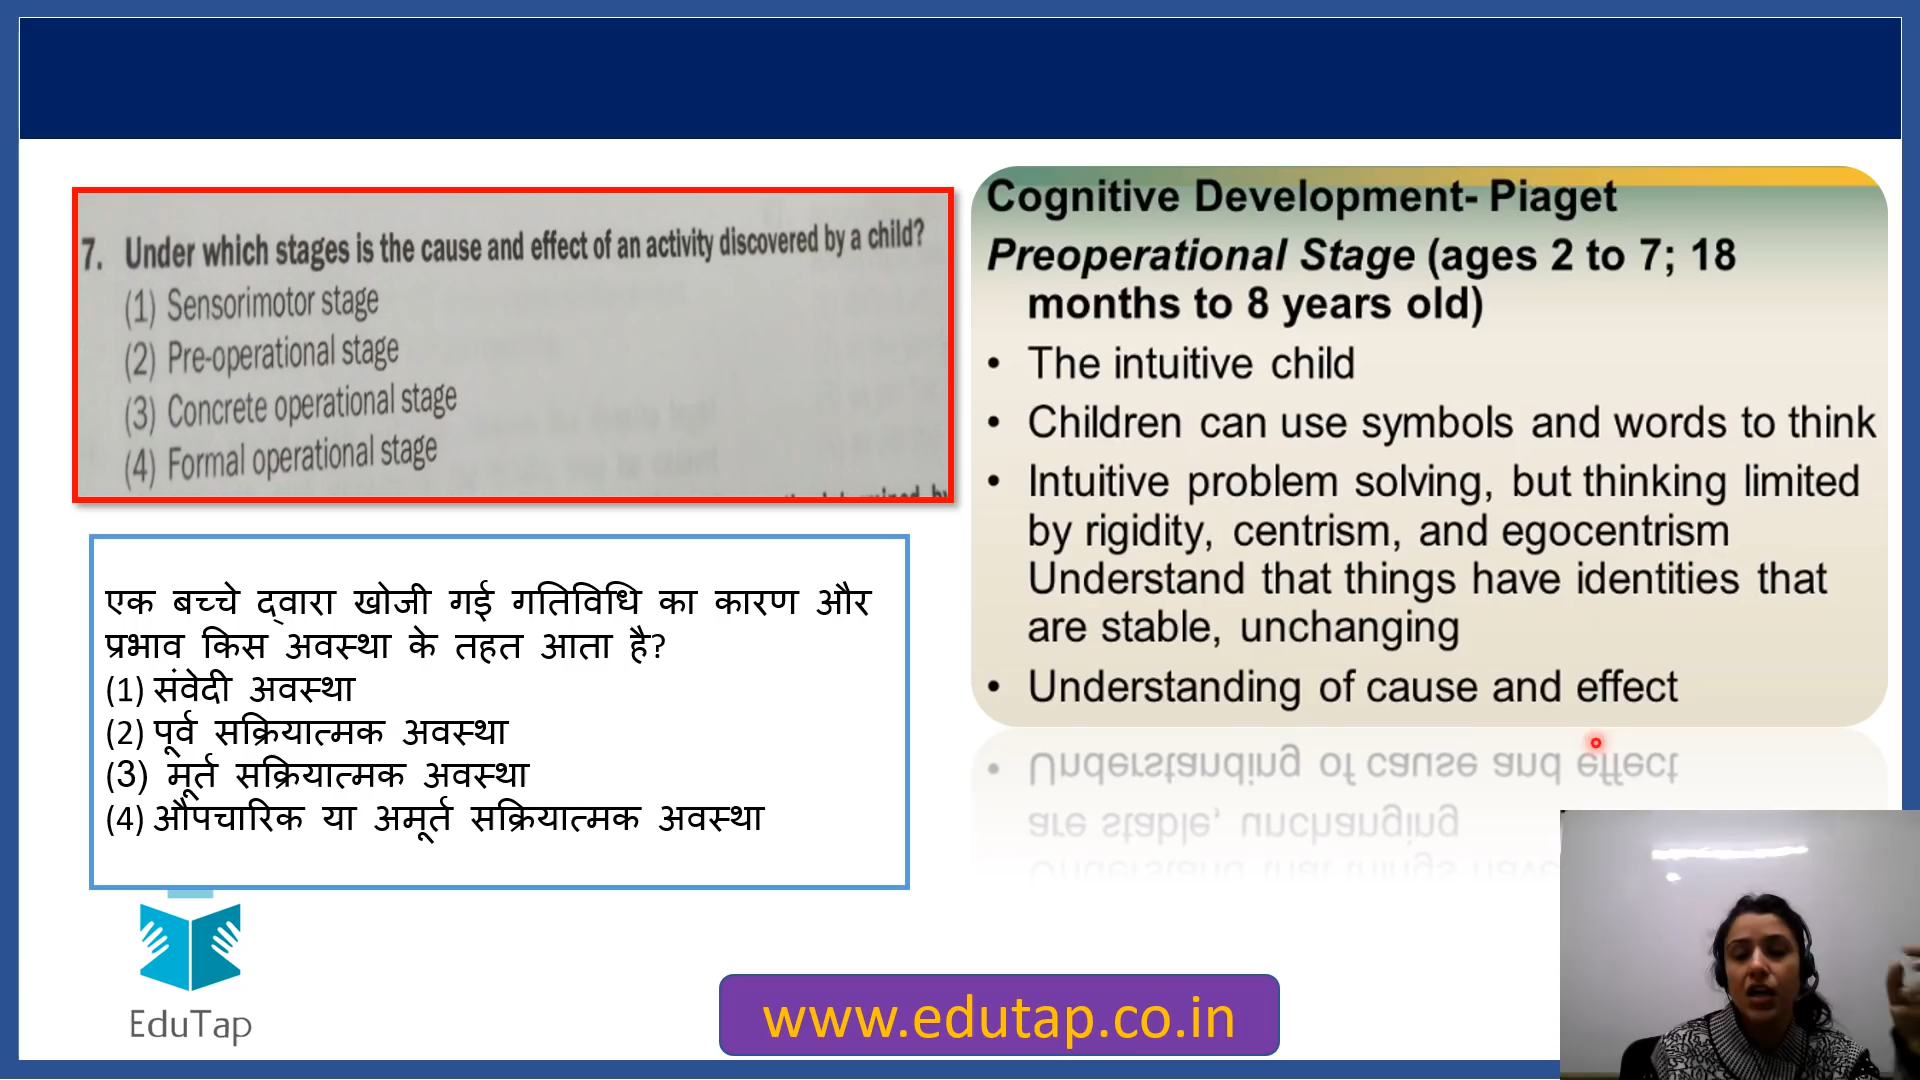 7. Under which stages is the cause and effect of an activity discovered by a child?
(1) Sensorimotor stage
(2) Pre-operational stage
(3) Concrete operational stage
(4) Formal operational stage
एक बच्चे द्वारा खोजी गई गतिविधि का कारण और
प्रभाव किस अवस्था के तहत आता है?
(1) संवेदी अवस्था
(2) पूर्व सक्रियात्मक अवस्था
(3) मूर्त सक्रियात्मक अवस्था
(4) औपचारिक या अमूर्त सक्रियात्मक अवस्था
Cognitive Development- Piaget
Preoperational Stage (ages 2 to 7; 18
months to 8 years old)
• The intuitive child
• Children can use symbols and words to think
• Intuitive problem solving, but thinking limited
by rigidity, centrism, and egocentrism
Understand that things have identities that
are stable, unchanging
• Understanding of cause and effect
EduTap
www.edutap.co.in